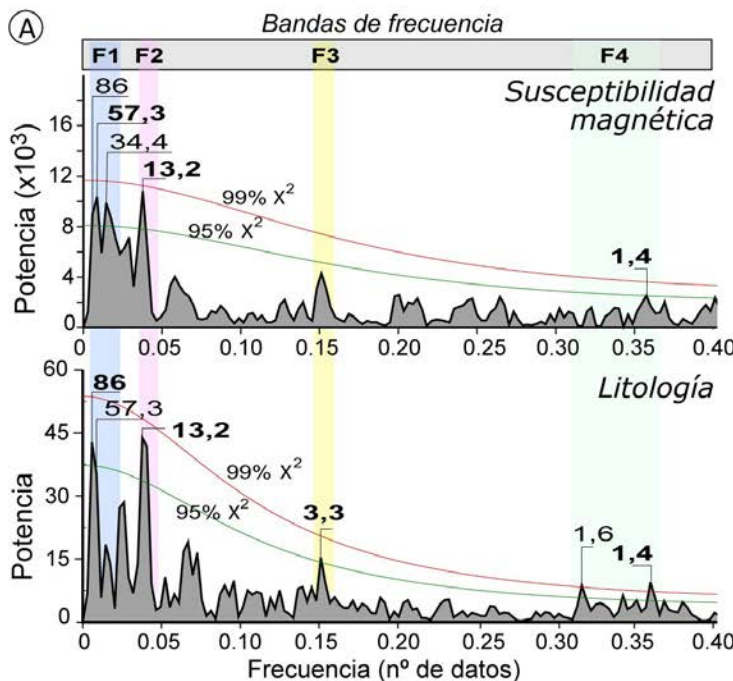 A
Bandas de frecuencia
F1 F2 F3 F4
Susceptibilidad
magnética
86
57,3
34,4
13,2
99% X²
95% X²
1,4
Potencia (x10³)
16
12
8
4
0
0 0.05 0.10 0.15 0.20 0.25 0.30 0.35 0.40
Litología
86
57,3
13,2
99% X²
95% X²
3,3
1,6
1,4
Potencia
60
45
30
15
0
0 0.05 0.10 0.15 0.20 0.25 0.30 0.35 0.40
Frecuencia (nº de datos)